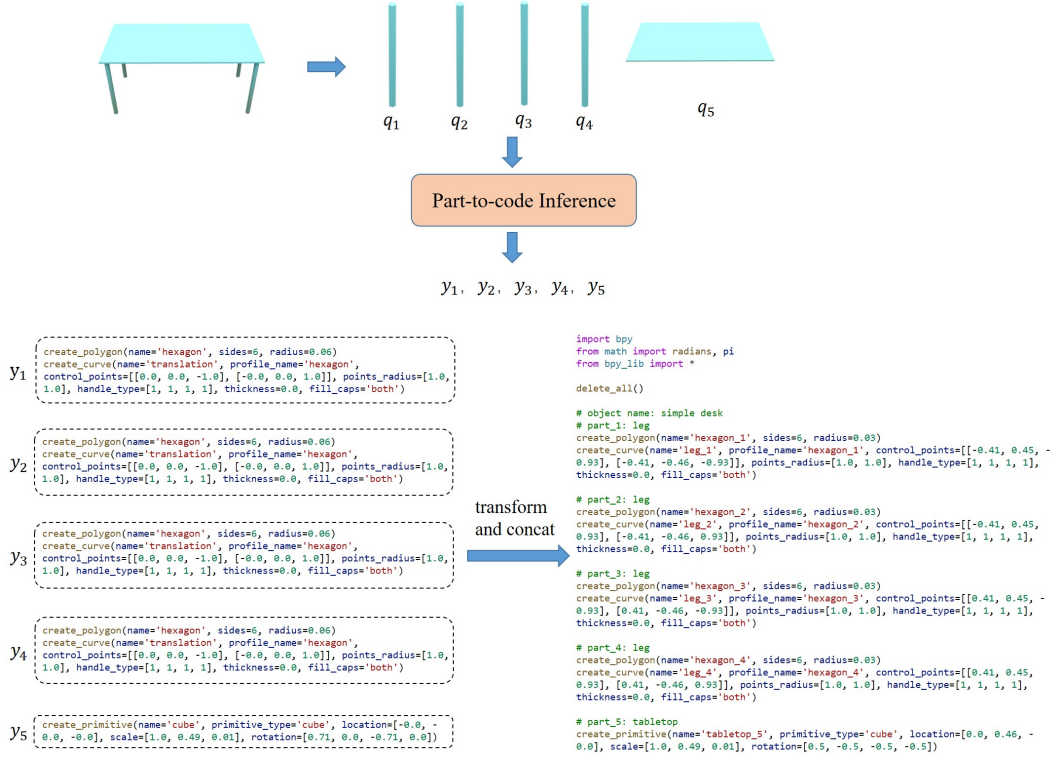 q1 q2 q3 q4 q5
Part-to-code Inference
y1, y2, y3, y4, y5
y1
create_polygon(name='hexagon', sides=6, radius=0.06)
create_curve(name='translation', profile_name='hexagon',
control_points=[[0.0, 0.0, -1.0], [-0.0, 0.0, 1.0]], points_radius=[1.0,
1.0], handle_type=[1, 1, 1, 1], thickness=0.0, fill_caps='both')
y2
create_polygon(name='hexagon', sides=6, radius=0.06)
create_curve(name='translation', profile_name='hexagon',
control_points=[[0.0, 0.0, -1.0], [-0.0, 0.0, 1.0]], points_radius=[1.0,
1.0], handle_type=[1, 1, 1, 1], thickness=0.0, fill_caps='both')
y3
create_polygon(name='hexagon', sides=6, radius=0.06)
create_curve(name='translation', profile_name='hexagon',
control_points=[[0.0, 0.0, -1.0], [-0.0, 0.0, 1.0]], points_radius=[1.0,
1.0], handle_type=[1, 1, 1, 1], thickness=0.0, fill_caps='both')
y4
create_polygon(name='hexagon', sides=6, radius=0.06)
create_curve(name='translation', profile_name='hexagon',
control_points=[[0.0, 0.0, -1.0], [-0.0, 0.0, 1.0]], points_radius=[1.0,
1.0], handle_type=[1, 1, 1, 1], thickness=0.0, fill_caps='both')
y5
create_primitive(name='cube', primitive_type='cube', location=[-0.0, -
0.0, -0.0], scale=[1.0, 0.49, 0.01], rotation=[0.71, 0.0, -0.71, 0.0])
transform
and concat
import bpy
from math import radians, pi
from bpy_lib import *
delete_all()
# object name: simple desk
# part_1: leg
create_polygon(name='hexagon_1', sides=6, radius=0.03)
create_curve(name='leg_1', profile_name='hexagon_1', control_points=[[-0.41, 0.45, -
0.93], [-0.41, -0.46, -0.93]], points_radius=[1.0, 1.0], handle_type=[1, 1, 1, 1],
thickness=0.0, fill_caps='both')
# part_2: leg
create_polygon(name='hexagon_2', sides=6, radius=0.03)
create_curve(name='leg_2', profile_name='hexagon_2', control_points=[[-0.41, 0.45,
0.93], [-0.41, -0.46, 0.93]], points_radius=[1.0, 1.0], handle_type=[1, 1, 1, 1],
thickness=0.0, fill_caps='both')
# part_3: leg
create_polygon(name='hexagon_3', sides=6, radius=0.03)
create_curve(name='leg_3', profile_name='hexagon_3', control_points=[[0.41, 0.45, -
0.93], [0.41, -0.46, -0.93]], points_radius=[1.0, 1.0], handle_type=[1, 1, 1, 1],
thickness=0.0, fill_caps='both')
# part_4: leg
create_polygon(name='hexagon_4', sides=6, radius=0.03)
create_curve(name='leg_4', profile_name='hexagon_4', control_points=[[0.41, 0.45,
0.93], [0.41, -0.46, 0.93]], points_radius=[1.0, 1.0], handle_type=[1, 1, 1, 1],
thickness=0.0, fill_caps='both')
# part_5: tabletop
create_primitive(name='tabletop_5', primitive_type='cube', location=[0.0, 0.46, -
0.0], scale=[1.0, 0.49, 0.01], rotation=[0.5, -0.5, -0.5, -0.5])